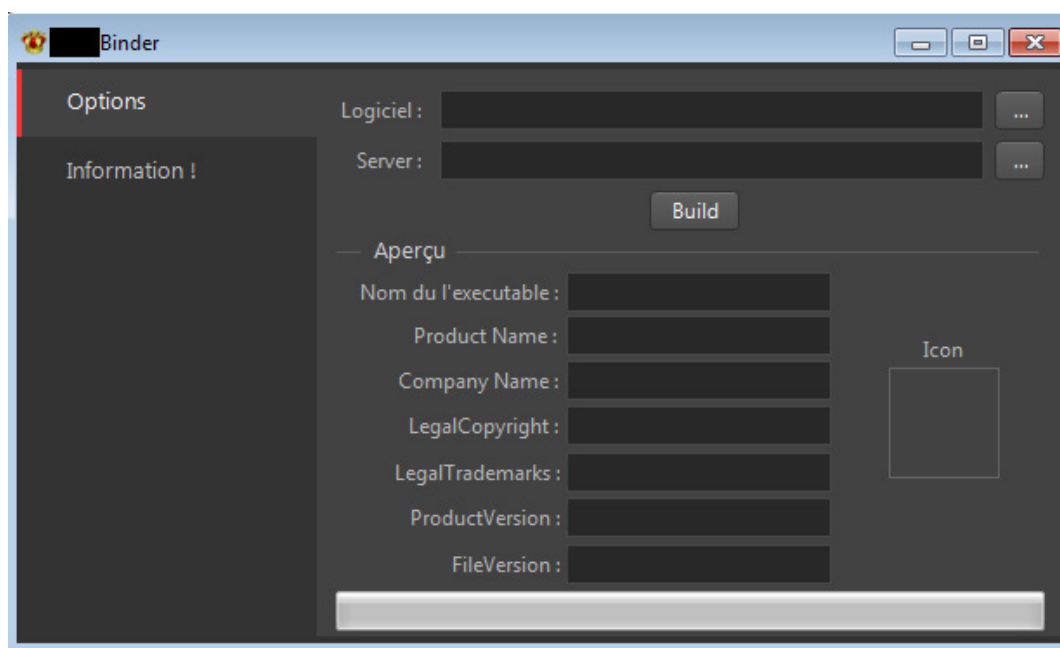 Binder
Options
Information !
Logiciel :
...
Server :
...
Build
Aperçu
Nom du l'executable :
Product Name :
Company Name :
LegalCopyright :
LegalTrademarks :
ProductVersion :
FileVersion :
Icon